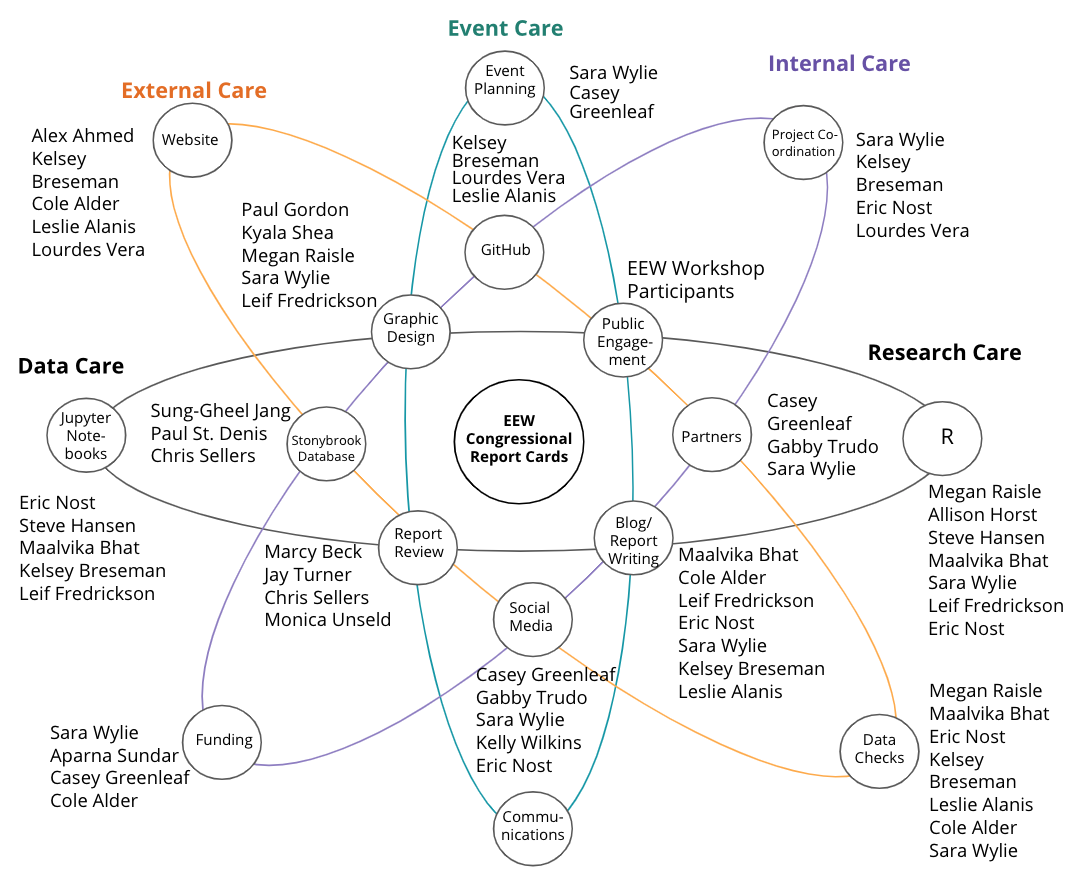 Event Care
External Care
Internal Care
Event
Planning
Sara Wylie
Casey
Greenleaf
Website
Alex Ahmed
Kelsey
Breseman
Cole Alder
Leslie Alanis
Lourdes Vera
Project Co-
ordination
Sara Wylie
Kelsey
Breseman
Eric Nost
Lourdes Vera
Kelsey
Breseman
Lourdes Vera
Leslie Alanis
GitHub
Paul Gordon
Kyala Shea
Megan Raisle
Sara Wylie
Leif Fredrickson
Graphic
Design
EEW Workshop
Participants
Public
Engage-
ment
Data Care
Research Care
Jupyter
Note-
books
Sung-Gheel Jang
Paul St. Denis
Chris Sellers
Stonybrook
Database
EEW
Congressional
Report Cards
Partners
Casey
Greenleaf
Gabby Trudo
Sara Wylie
R
Eric Nost
Steve Hansen
Maalvika Bhat
Kelsey Breseman
Leif Fredrickson
Megan Raisle
Allison Horst
Steve Hansen
Maalvika Bhat
Sara Wylie
Leif Fredrickson
Eric Nost
Report
Review
Marcy Beck
Jay Turner
Chris Sellers
Monica Unseld
Blog/
Report
Writing
Maalvika Bhat
Cole Alder
Leif Fredrickson
Eric Nost
Sara Wylie
Kelsey Breseman
Leslie Alanis
Social
Media
Casey Greenleaf
Gabby Trudo
Sara Wylie
Kelly Wilkins
Eric Nost
Sara Wylie
Aparna Sundar
Casey Greenleaf
Cole Alder
Funding
Data
Checks
Megan Raisle
Maalvika Bhat
Eric Nost
Kelsey
Breseman
Leslie Alanis
Cole Alder
Sara Wylie
Commu-
nications